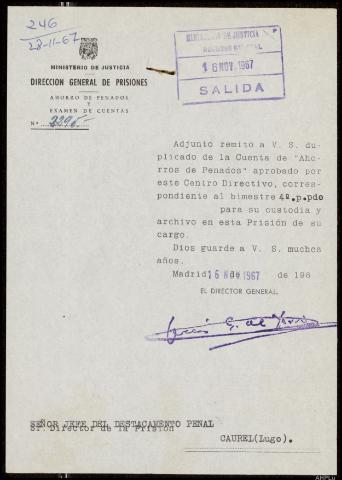 246
28-11-67
MINISTERIO DE JUSTICIA
DIRECCION GENERAL DE PRISIONES
AHORRO DE PENADOS
Y
EXAMEN DE CUENTAS
N.º 2295-
MINISTERIO DE JUSTICIA
REGISTRO GENERAL
16 NOV. 1967
SALIDA
Adjunto remito a V. S. du-
plicado de la Cuenta de "Aho-
rros de Penados" aprobado por
este Centro Directivo, corres-
pondiente al bimestre 4º.p.pdo
para su custodia y
archivo en esta Prisión de su
cargo.
Dios guarde a V. S. muchos
años.
Madrid, 16 NOV 1967 de 196
EL DIRECTOR GENERAL,
SEÑOR JEFE DEL DESTACAMENTO PENAL
Sr. Director de la Prisión
CAUREL(Lugo).
AHPLu